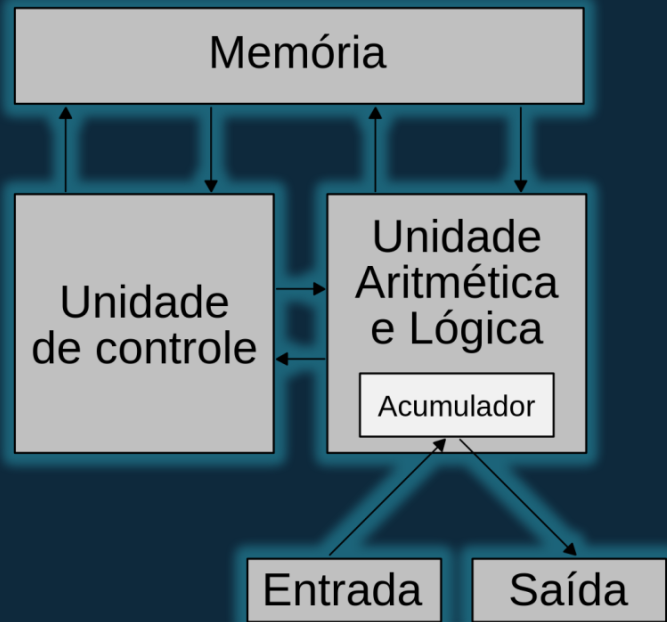 Memória
Unidade
de controle
Unidade
Aritmética
e Lógica
Acumulador
Entrada
Saída